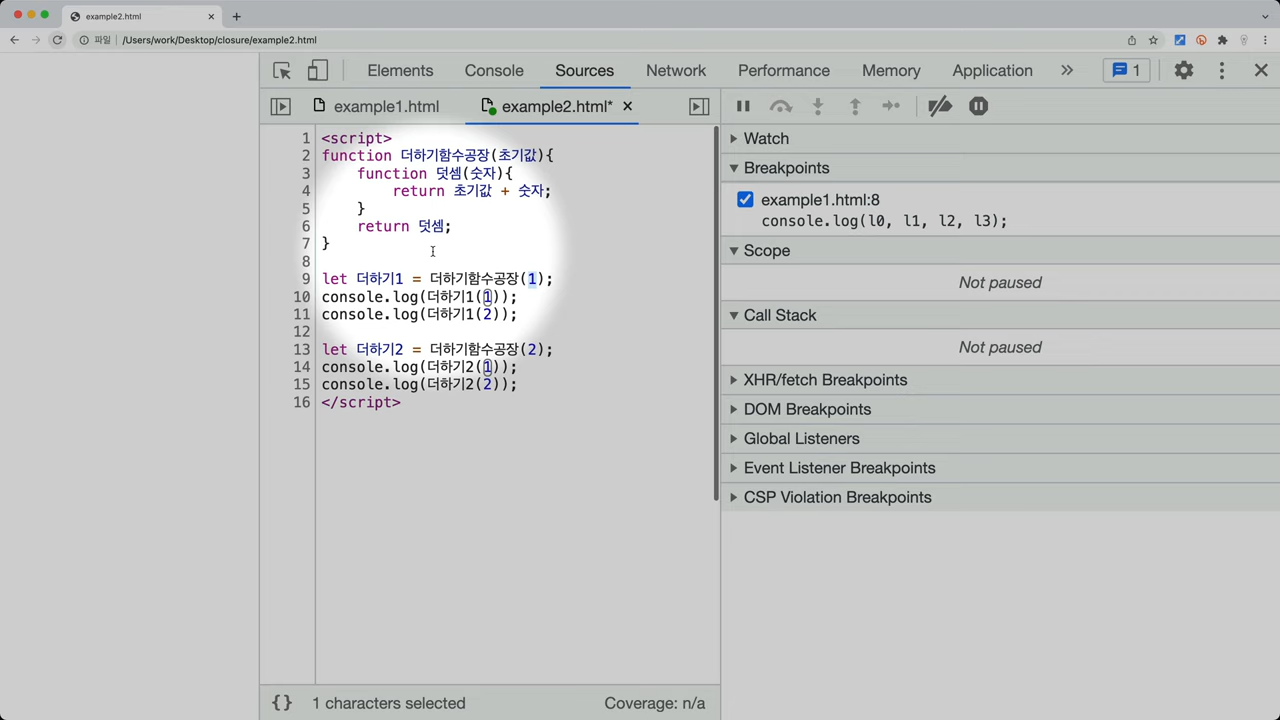 example2.html
파일 /Users/work/Desktop/closure/example2.html
Elements Console Sources Network Performance Memory Application 1
example1.html example2.html*
1 <script>
2 function 더하기함수공장(초기값){
3 function 덧셈(숫자){
4 return 초기값 + 숫자;
5 }
6 return 덧셈;
7 }
8
9 let 더하기1 = 더하기함수공장(1);
10 console.log(더하기1(1));
11 console.log(더하기1(2));
12
13 let 더하기2 = 더하기함수공장(2);
14 console.log(더하기2(1));
15 console.log(더하기2(2));
16 </script>
{} 1 characters selected Coverage: n/a
Watch
Breakpoints
example1.html:8
console.log(l0, l1, l2, l3);
Scope
Not paused
Call Stack
Not paused
XHR/fetch Breakpoints
DOM Breakpoints
Global Listeners
Event Listener Breakpoints
CSP Violation Breakpoints